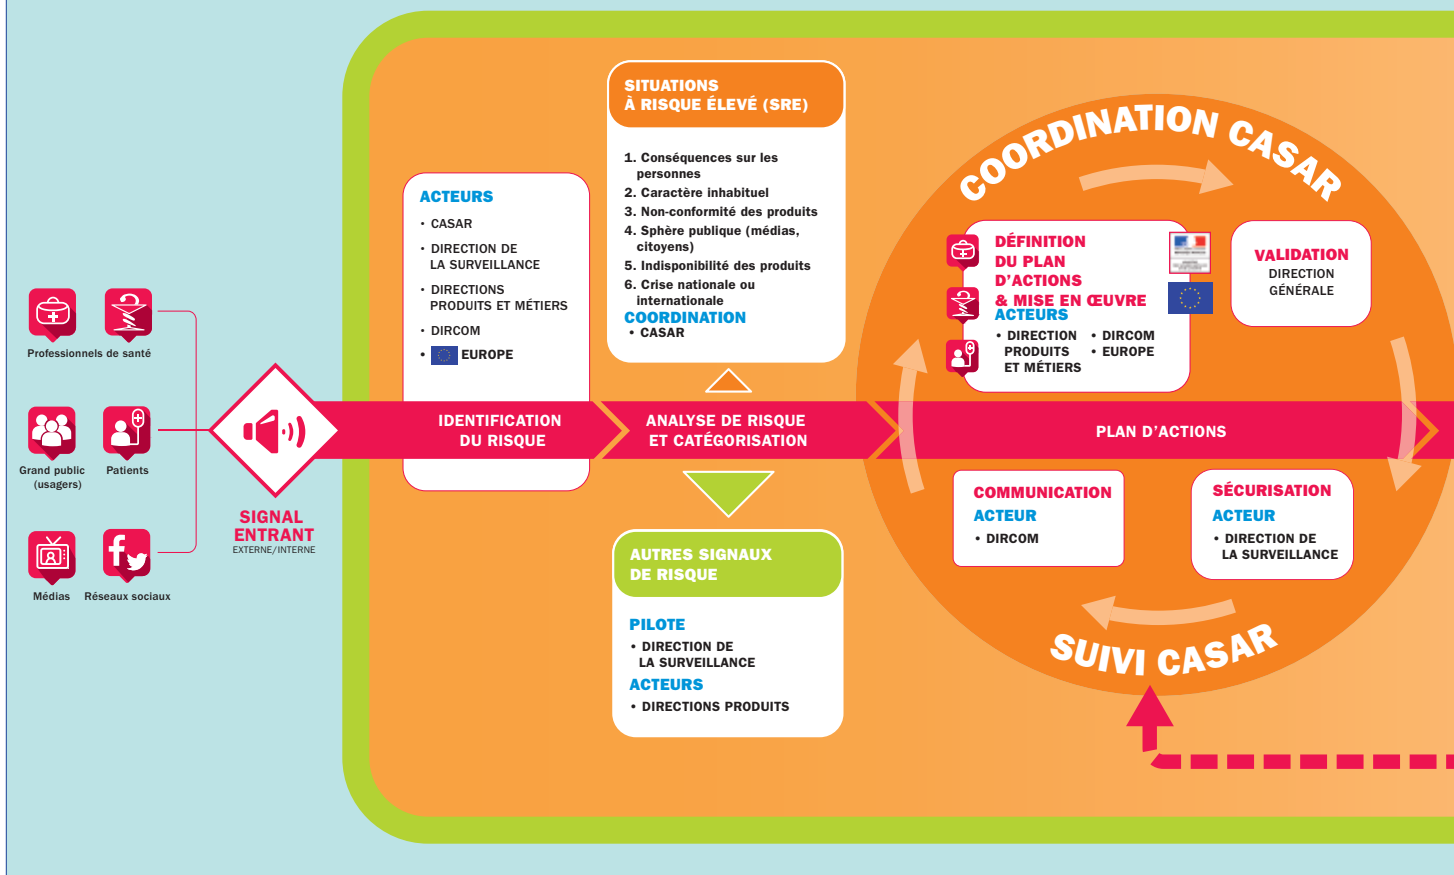 Professionnels de santé
Grand public
(usagers)
Patients
Médias
Réseaux sociaux
SIGNAL
ENTRANT
EXTERNE/INTERNE
ACTEURS
• CASAR
• DIRECTION DE
LA SURVEILLANCE
• DIRECTIONS
PRODUITS ET MÉTIERS
• DIRCOM
• EUROPE
IDENTIFICATION
DU RISQUE
SITUATIONS
À RISQUE ÉLEVÉ (SRE)
1. Conséquences sur les
personnes
2. Caractère inhabituel
3. Non-conformité des produits
4. Sphère publique (médias,
citoyens)
5. Indisponibilité des produits
6. Crise nationale ou
internationale
COORDINATION
• CASAR
ANALYSE DE RISQUE
ET CATÉGORISATION
AUTRES SIGNAUX
DE RISQUE
PILOTE
• DIRECTION DE
LA SURVEILLANCE
ACTEURS
• DIRECTIONS PRODUITS
COORDINATION CASAR
DÉFINITION
DU PLAN
D'ACTIONS
& MISE EN ŒUVRE
ACTEURS
• DIRECTION
PRODUITS
ET MÉTIERS
• DIRCOM
• EUROPE
VALIDATION
DIRECTION
GÉNÉRALE
PLAN D'ACTIONS
COMMUNICATION
ACTEUR
• DIRCOM
SÉCURISATION
ACTEUR
• DIRECTION DE
LA SURVEILLANCE
SUIVI CASAR